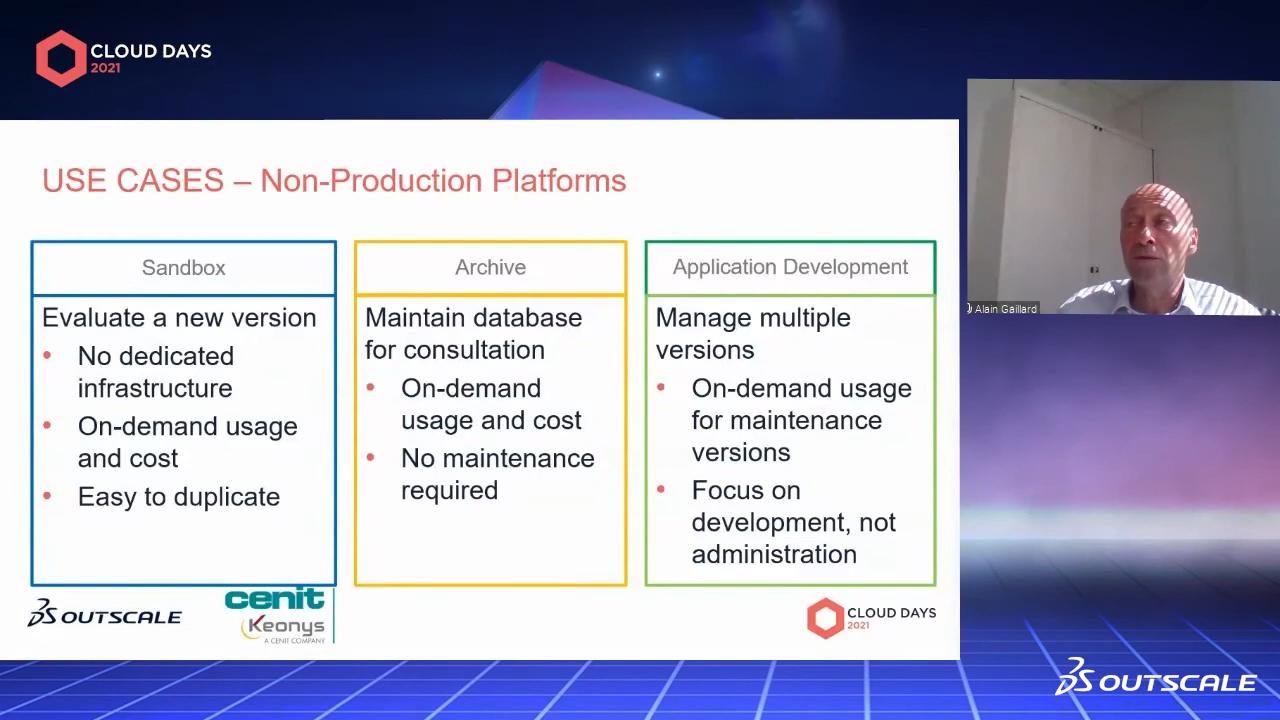 CLOUD DAYS
2021
USE CASES – Non-Production Platforms
Sandbox
Evaluate a new version
• No dedicated
infrastructure
• On-demand usage
and cost
• Easy to duplicate
Archive
Maintain database
for consultation
• On-demand
usage and cost
• No maintenance
required
Application Development
Manage multiple
versions
• On-demand usage
for maintenance
versions
• Focus on
development, not
administration
Alain Gaillard
3DS OUTSCALE
cenit
Keonys
A CENIT COMPANY
CLOUD DAYS
2021
3DS OUTSCALE